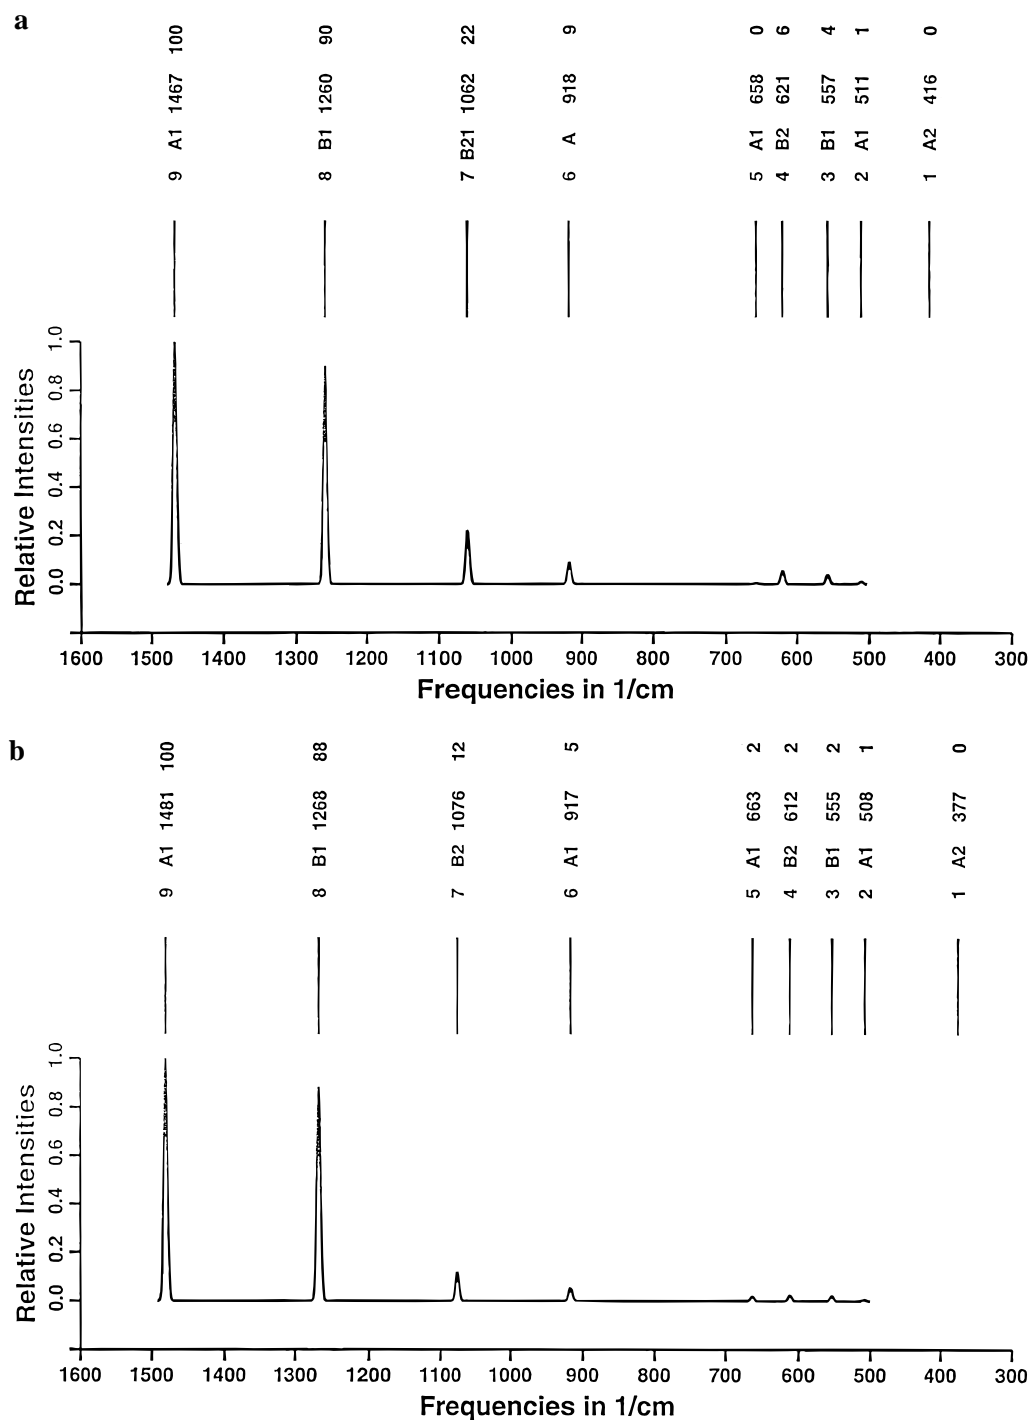 a
9 A1 1467 100
8 B1 1260 90
7 B21 1062 22
6 A 918 9
5 A1 658 0
4 B2 621 6
3 B1 557 4
2 A1 511 1
1 A2 416 0
Relative Intensities
1.0
0.8
0.6
0.4
0.2
0.0
1600 1500 1400 1300 1200 1100 1000 900 800 700 600 500 400 300
Frequencies in 1/cm
b
9 A1 1481 100
8 B1 1268 88
7 B2 1076 12
6 A1 917 5
5 A1 663 2
4 B2 612 2
3 B1 555 2
2 A1 508 1
1 A2 377 0
Relative Intensities
1.0
0.8
0.6
0.4
0.2
0.0
1600 1500 1400 1300 1200 1100 1000 900 800 700 600 500 400 300
Frequencies in 1/cm